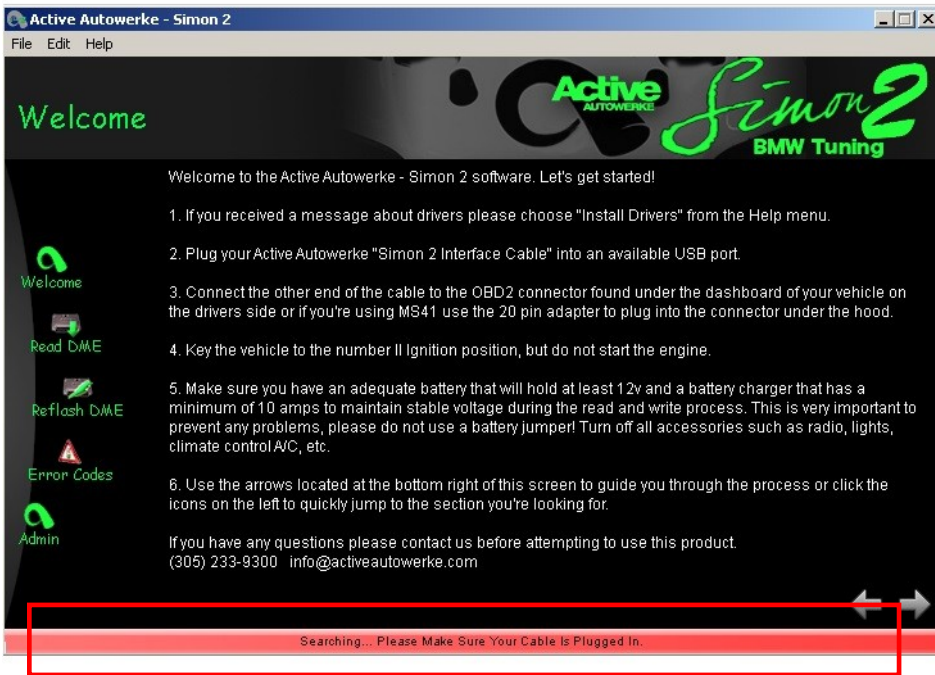 Active Autowerke - Simon 2
File Edit Help
Welcome
Active
AUTOWERKE
Simon 2
BMW Tuning
Welcome to the Active Autowerke - Simon 2 software. Let's get started!
1. If you received a message about drivers please choose "Install Drivers" from the Help menu.
2. Plug your Active Autowerke "Simon 2 Interface Cable" into an available USB port.
3. Connect the other end of the cable to the OBD2 connector found under the dashboard of your vehicle on
the drivers side or if you're using MS41 use the 20 pin adapter to plug into the connector under the hood.
4. Key the vehicle to the number II Ignition position, but do not start the engine.
5. Make sure you have an adequate battery that will hold at least 12v and a battery charger that has a
minimum of 10 amps to maintain stable voltage during the read and write process. This is very important to
prevent any problems, please do not use a battery jumper! Turn off all accessories such as radio, lights,
climate control A/C, etc.
6. Use the arrows located at the bottom right of this screen to guide you through the process or click the
icons on the left to quickly jump to the section you're looking for.
If you have any questions please contact us before attempting to use this product.
(305) 233-9300 info@activeautowerke.com
Welcome
Read DME
Reflash DME
Error Codes
Admin
Searching... Please Make Sure Your Cable Is Plugged In.